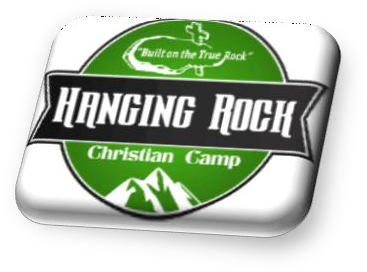 "Built on the True Rock"
HANGING ROCK
Christian Camp